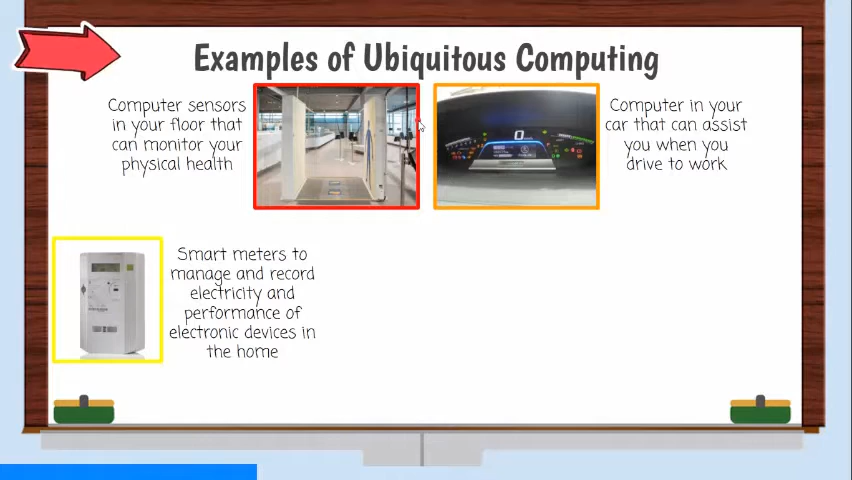 Examples of Ubiquitous Computing
Computer sensors
in your floor that
can monitor your
physical health
0
Computer in your
car that can assist
you when you
drive to work
Smart meters to
manage and record
electricity and
performance of
electronic devices in
the home